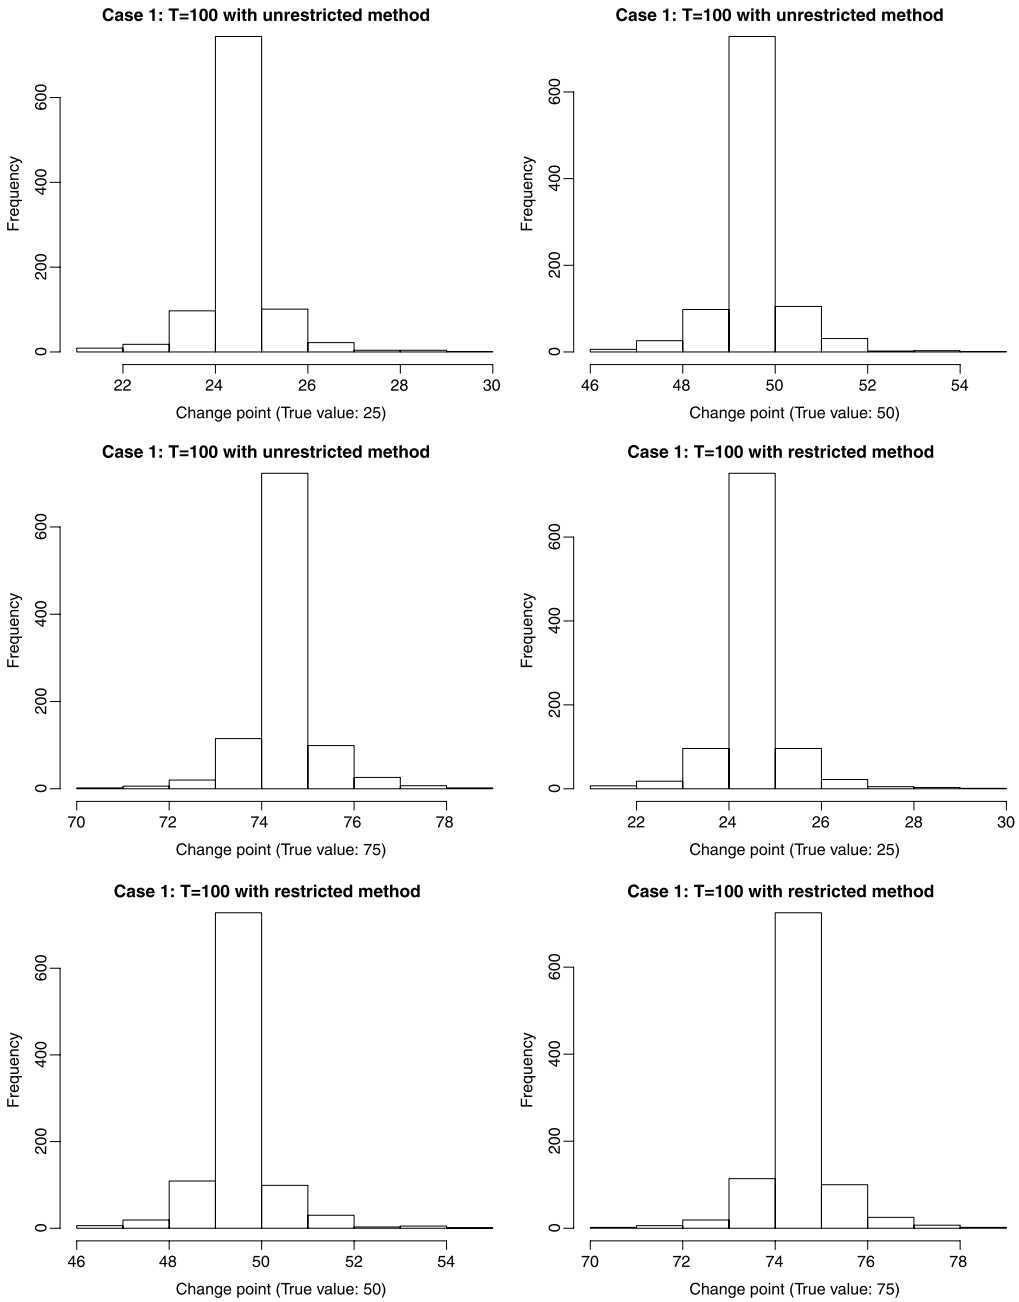 Case 1: T=100 with unrestricted method
Frequency
600
400
200
0
22 24 26 28 30
Change point (True value: 25)
Case 1: T=100 with unrestricted method
Frequency
600
400
200
0
46 48 50 52 54
Change point (True value: 50)
Case 1: T=100 with unrestricted method
Frequency
600
400
200
0
70 72 74 76 78
Change point (True value: 75)
Case 1: T=100 with restricted method
Frequency
600
400
200
0
22 24 26 28 30
Change point (True value: 25)
Case 1: T=100 with restricted method
Frequency
600
400
200
0
46 48 50 52 54
Change point (True value: 50)
Case 1: T=100 with restricted method
Frequency
600
400
200
0
70 72 74 76 78
Change point (True value: 75)